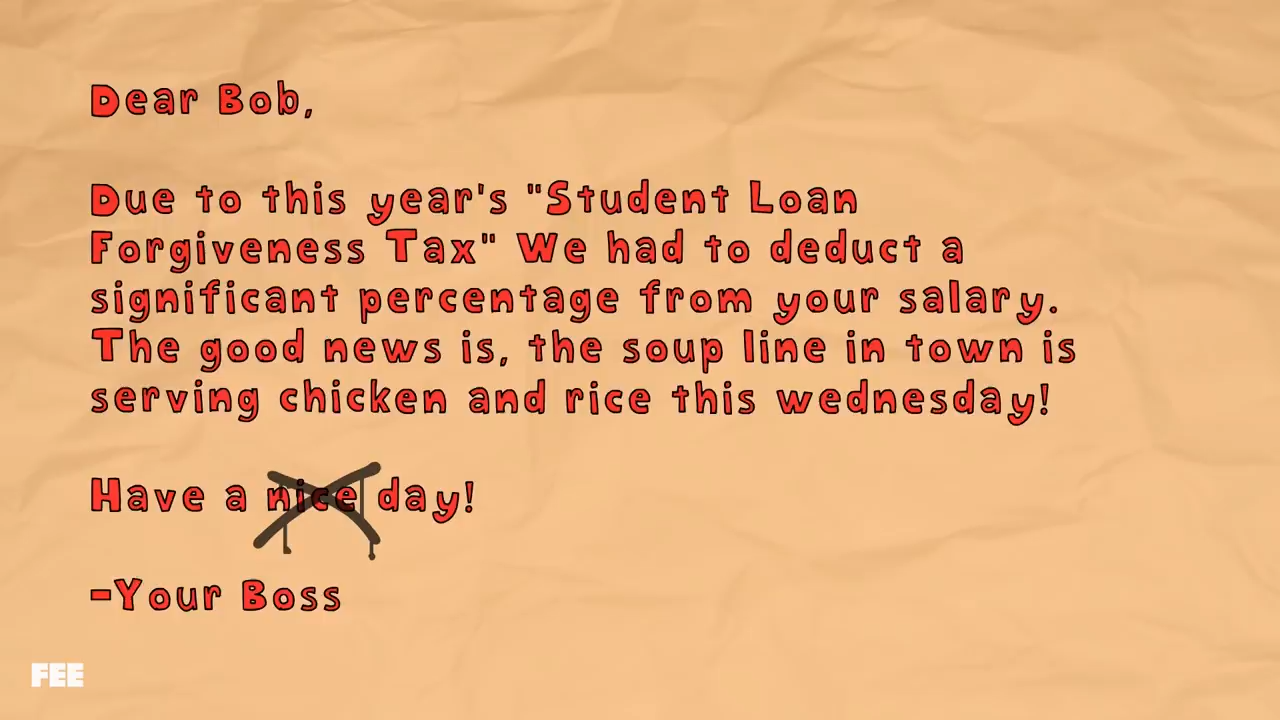 Dear Bob,
Due to this year's "Student Loan
Forgiveness Tax" We had to deduct a
significant percentage from your salary.
The good news is, the soup line in town is
serving chicken and rice this wednesday!
Have a nice day!
-Your Boss
FEE